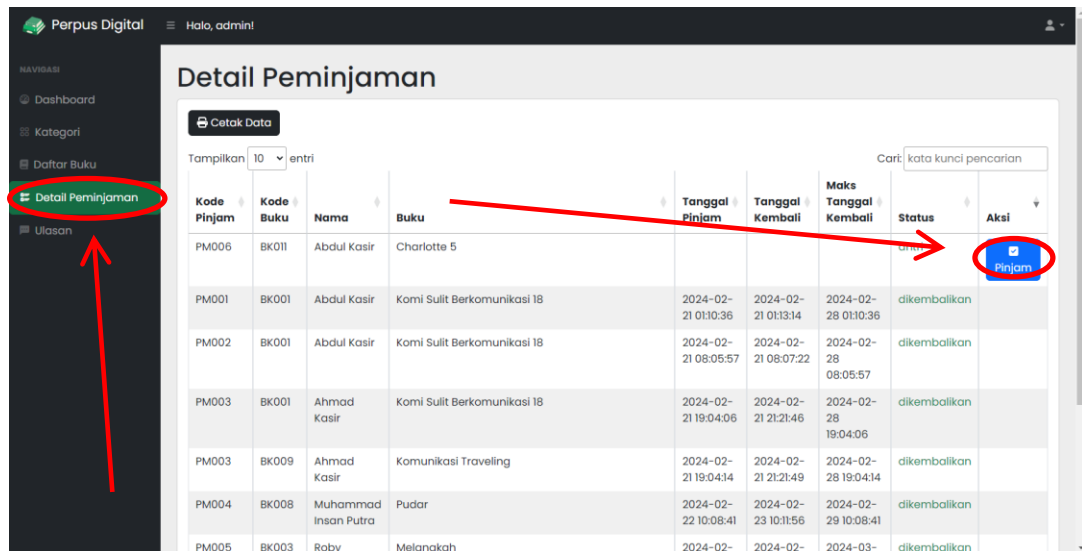 Perpus Digital
Halo, admin!
NAVIGASI
Dashboard
Kategori
Daftar Buku
Detail Peminjaman
Ulasan
Detail Peminjaman
Cetak Data
Tampilkan 10 entri
Cari: kata kunci pencarian
Kode Pinjam Kode Buku Nama Buku Tanggal Pinjam Tanggal Kembali Maks Tanggal Kembali Status Aksi
PM006 BK011 Abdul Kasir Charlotte 5 Pinjam
PM001 BK001 Abdul Kasir Komi Sulit Berkomunikasi 18 2024-02-21 01:10:36 2024-02-21 01:13:14 2024-02-28 01:10:36 dikembalikan
PM002 BK001 Abdul Kasir Komi Sulit Berkomunikasi 18 2024-02-21 08:05:57 2024-02-21 08:07:22 2024-02-28 08:05:57 dikembalikan
PM003 BK001 Ahmad Kasir Komi Sulit Berkomunikasi 18 2024-02-21 19:04:06 2024-02-21 21:21:46 2024-02-28 19:04:06 dikembalikan
PM003 BK009 Ahmad Kasir Komunikasi Traveling 2024-02-21 19:04:14 2024-02-21 21:21:49 2024-02-28 19:04:14 dikembalikan
PM004 BK008 Muhammad Insan Putra Pudar 2024-02-22 10:08:41 2024-02-23 10:11:56 2024-02-29 10:08:41 dikembalikan
PM005 BK003 Roby Melangkah 2024-02- 2024-02- 2024-03- dikembalikan